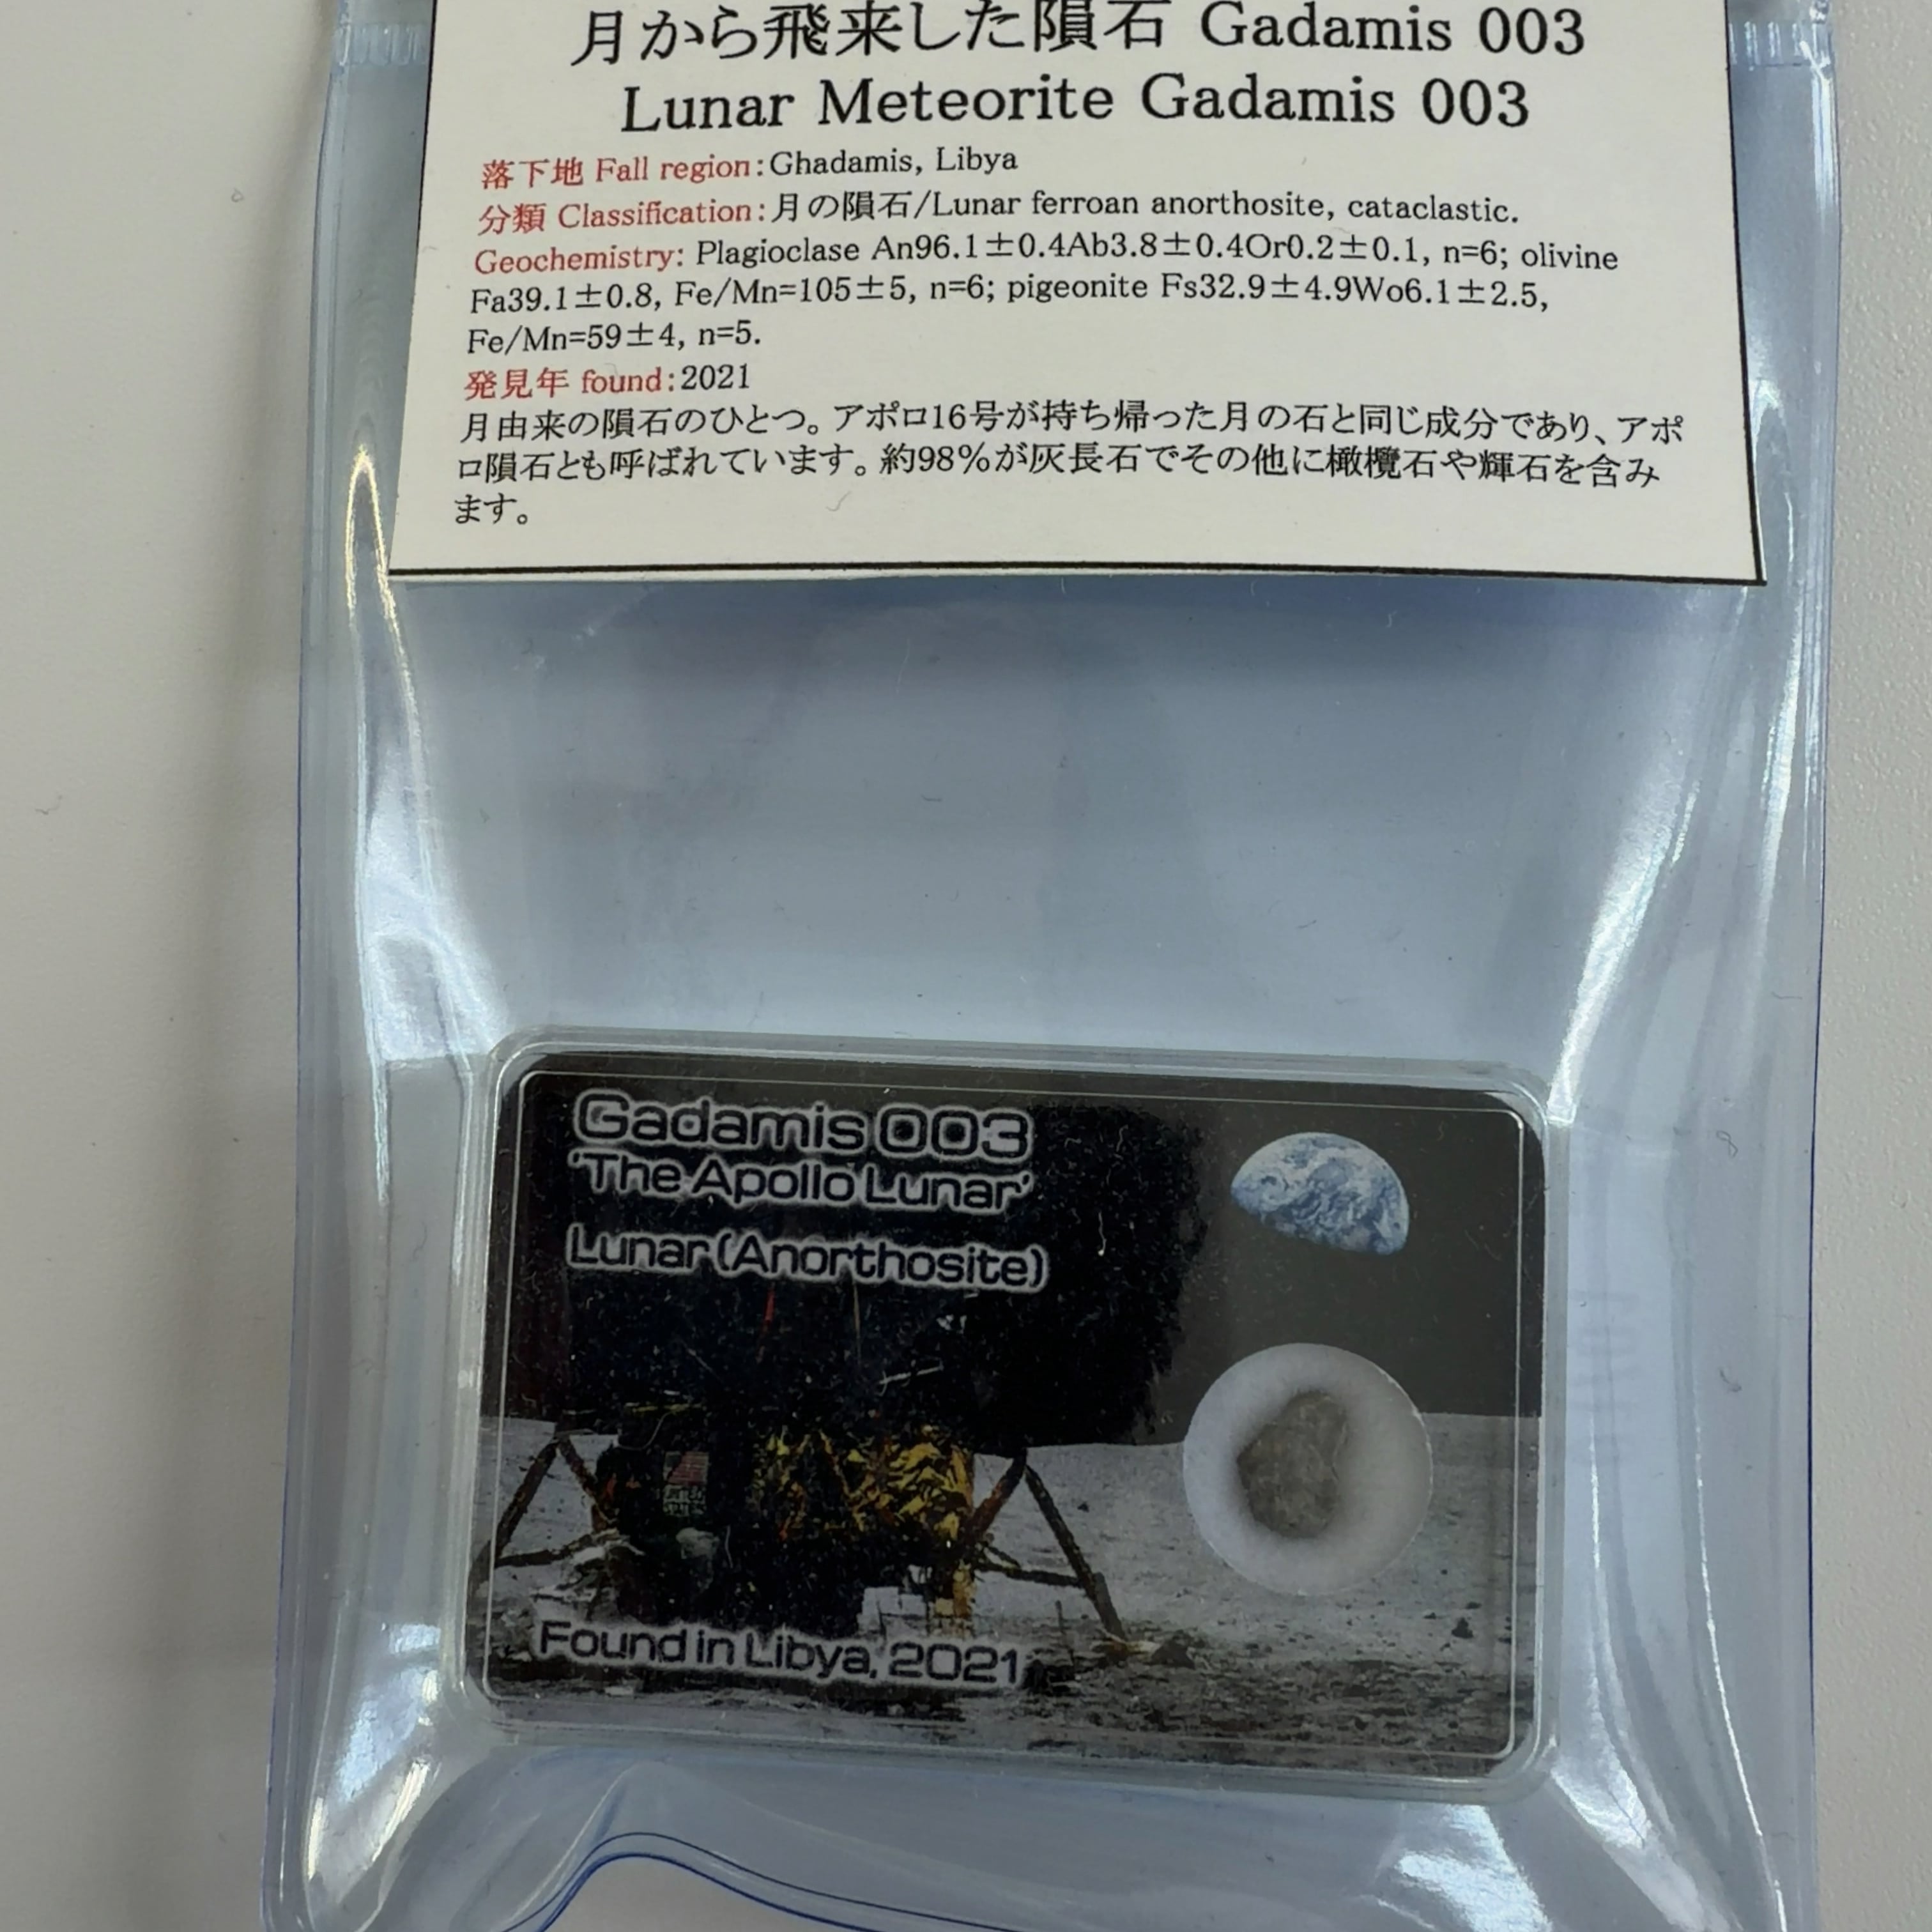 月から飛来した隕石 Gadamis 003
Lunar Meteorite Gadamis 003
落下地 Fall region:Ghadamis, Libya
分類 Classification:月の隕石/Lunar ferroan anorthosite, cataclastic.
Geochemistry: Plagioclase An96.1±0.4Ab3.8±0.4Or0.2±0.1, n=6; olivine
Fa39.1±0.8, Fe/Mn=105±5, n=6; pigeonite Fs32.9±4.9Wo6.1±2.5,
Fe/Mn=59±4, n=5.
発見年 found:2021
月由来の隕石のひとつ。アポロ16号が持ち帰った月の石と同じ成分であり、アポ
ロ隕石とも呼ばれています。約98%が灰長石でその他に橄欖石や輝石を含み
ます。
Gadamis 003
'The Apollo Lunar'
Lunar (Anorthosite)
Found in Libya, 2021